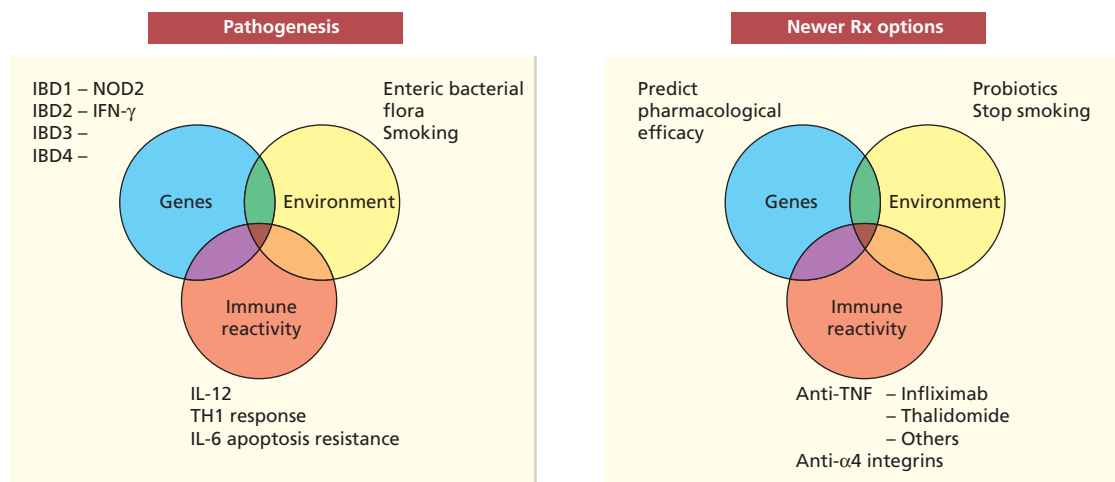 Pathogenesis
IBD1 – NOD2
IBD2 – IFN-γ
IBD3 –
IBD4 –
Enteric bacterial
flora
Smoking
Genes
Environment
Immune
reactivity
IL-12
TH1 response
IL-6 apoptosis resistance
Newer Rx options
Predict
pharmacological
efficacy
Probiotics
Stop smoking
Genes
Environment
Immune
reactivity
Anti-TNF – Infliximab
– Thalidomide
– Others
Anti-α4 integrins